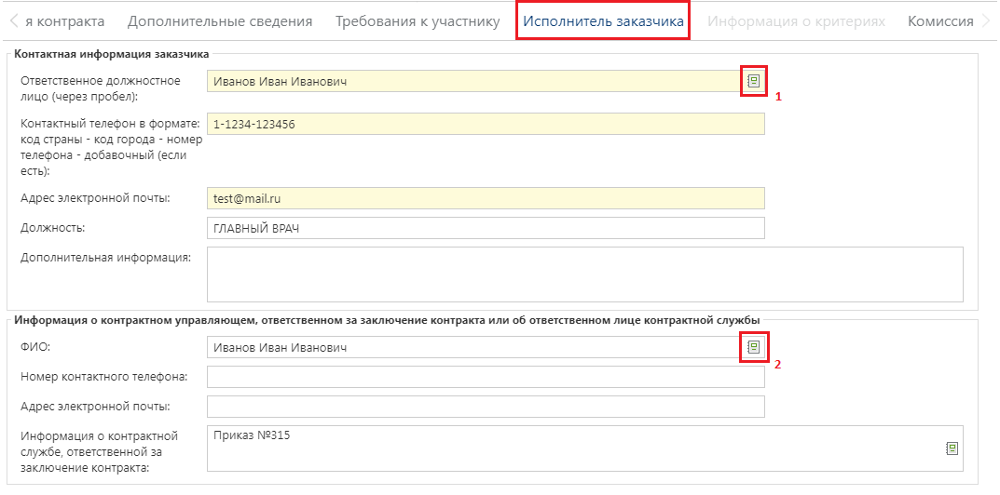 я контракта Дополнительные сведения Требования к участнику Исполнитель заказчика Информация о критериях Комиссия
Контактная информация заказчика
Ответственное должностное
лицо (через пробел):
Иванов Иван Иванович
1
Контактный телефон в формате:
код страны - код города - номер
телефона - добавочный (если
есть):
1-1234-123456
Адрес электронной почты:
test@mail.ru
Должность:
ГЛАВНЫЙ ВРАЧ
Дополнительная информация:
Информация о контрактном управляющем, ответственном за заключение контракта или об ответственном лице контрактной службы
ФИО:
Иванов Иван Иванович
2
Номер контактного телефона:
Адрес электронной почты:
Информация о контрактной
службе, ответственной за
заключение контракта:
Приказ №315